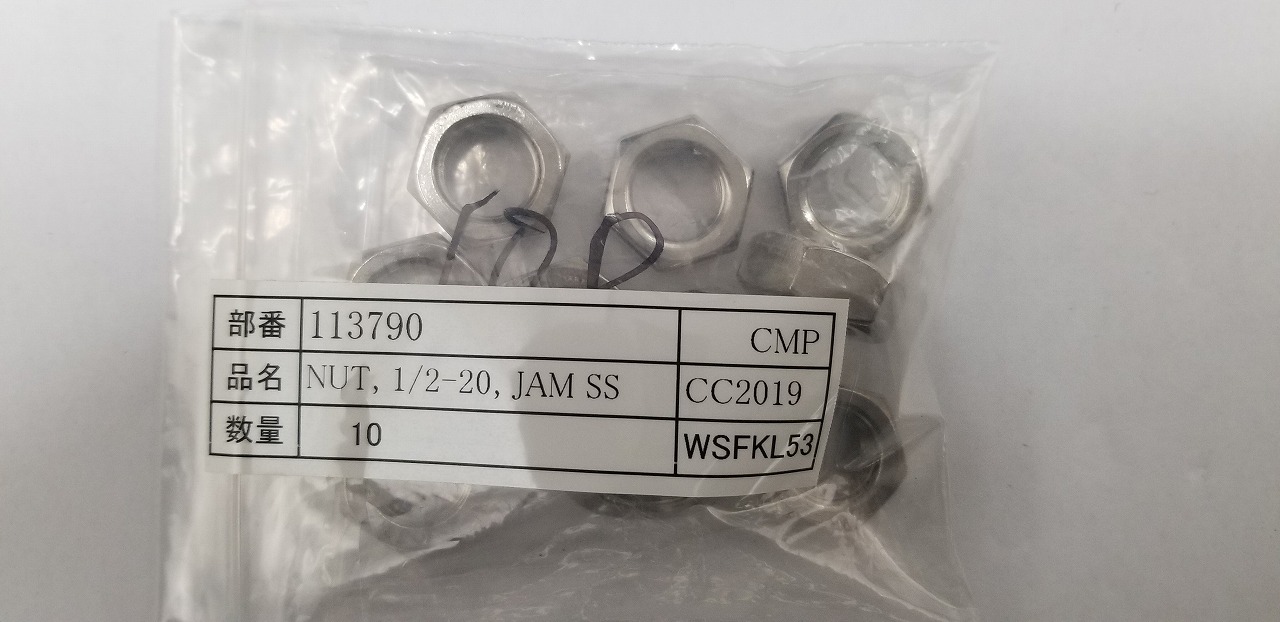 部番 113790 CMP
品名 NUT, 1/2-20, JAM SS CC2019
数量 10 WSFKL53